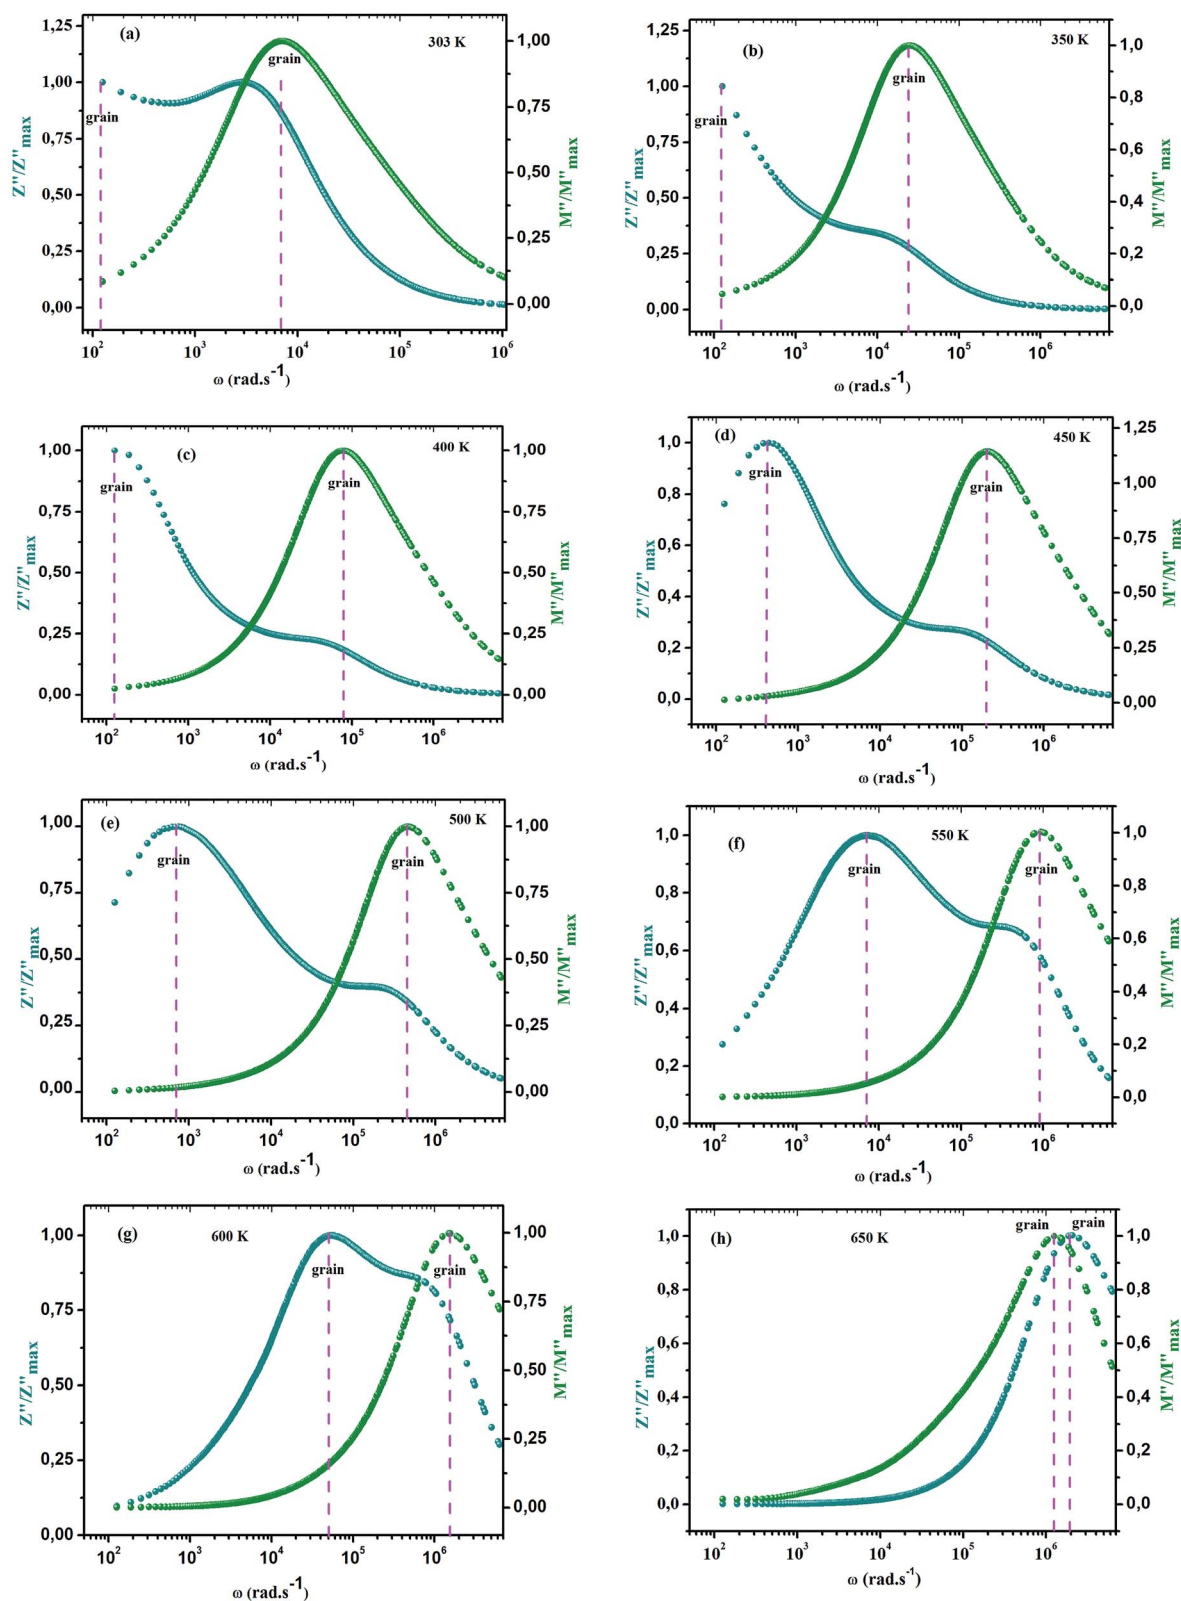 (a)
303 K
grain
grain
1,25
1,00
0,75
0,50
0,25
0,00
Z''/Z''max
1,00
0,75
0,50
0,25
0,00
M''/M''max
10² 10³ 10⁴ 10⁵ 10⁶
ω (rad.s⁻¹)
(b)
350 K
grain
grain
1,25
1,00
0,75
0,50
0,25
0,00
Z''/Z''max
1,0
0,8
0,6
0,4
0,2
0,0
M''/M''max
10² 10³ 10⁴ 10⁵ 10⁶
ω (rad.s⁻¹)
(c)
400 K
grain
grain
1,00
0,75
0,50
0,25
0,00
Z''/Z''max
1,00
0,75
0,50
0,25
0,00
M''/M''max
10² 10³ 10⁴ 10⁵ 10⁶
ω (rad.s⁻¹)
(d)
450 K
grain
grain
1,0
0,8
0,6
0,4
0,2
0,0
Z''/Z''max
1,25
1,00
0,75
0,50
0,25
0,00
M''/M''max
10² 10³ 10⁴ 10⁵ 10⁶
ω (rad.s⁻¹)
(e)
500 K
grain
grain
1,00
0,75
0,50
0,25
0,00
Z''/Z''max
1,00
0,75
0,50
0,25
0,00
M''/M''max
10² 10³ 10⁴ 10⁵ 10⁶
ω (rad.s⁻¹)
(f)
550 K
grain
grain
1,0
0,8
0,6
0,4
0,2
0,0
Z''/Z''max
1,0
0,8
0,6
0,4
0,2
0,0
M''/M''max
10² 10³ 10⁴ 10⁵ 10⁶
ω (rad.s⁻¹)
(g)
600 K
grain
grain
1,00
0,75
0,50
0,25
0,00
Z''/Z''max
1,00
0,75
0,50
0,25
0,00
M''/M''max
10² 10³ 10⁴ 10⁵ 10⁶
ω (rad.s⁻¹)
(h)
650 K
grain
grain
1,0
0,8
0,6
0,4
0,2
0,0
Z''/Z''max
1,0
0,8
0,6
0,4
0,2
0,0
M''/M''max
10² 10³ 10⁴ 10⁵ 10⁶
ω (rad.s⁻¹)